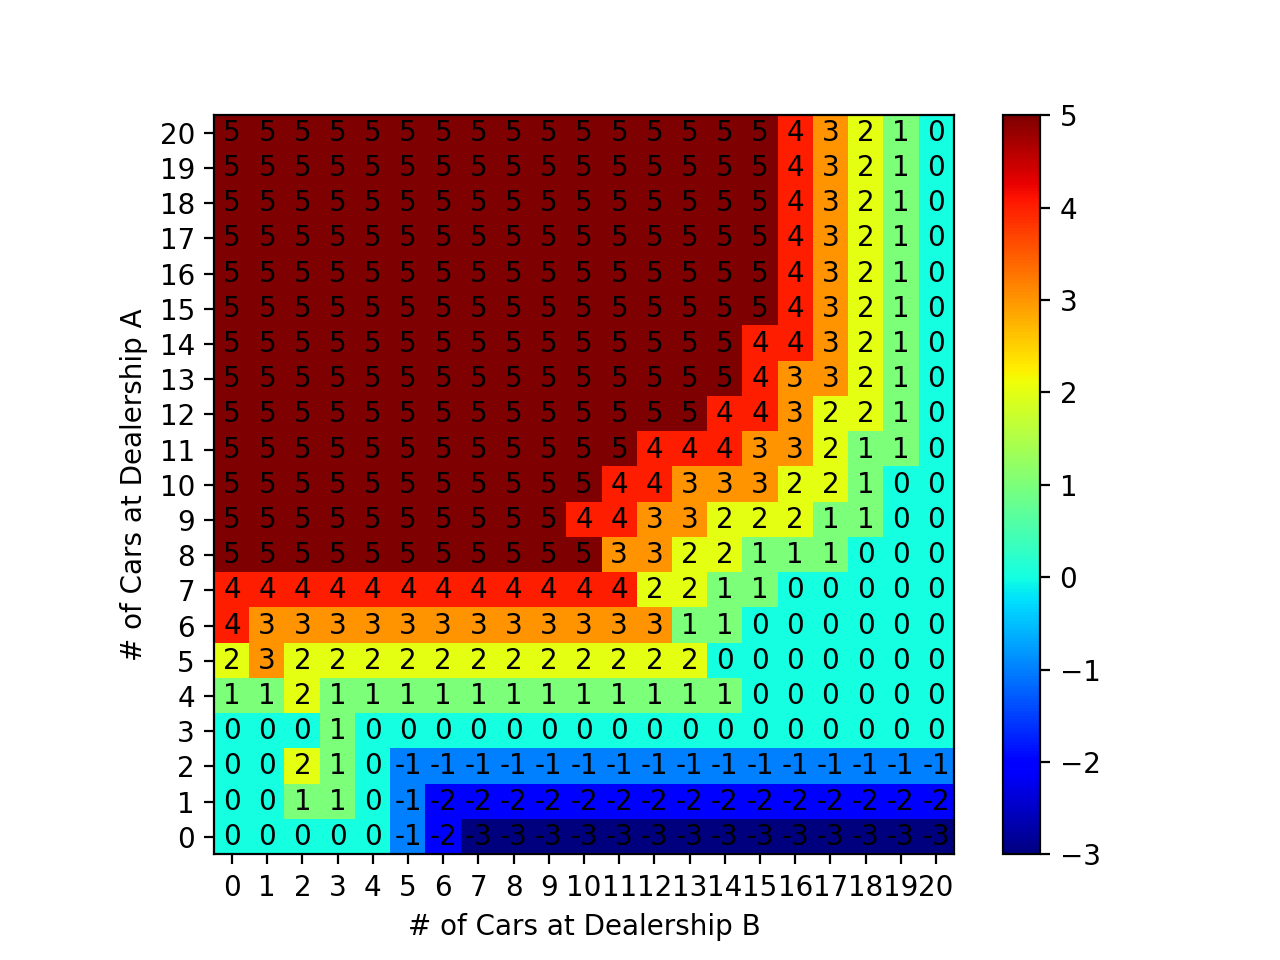 20 5 5 5 5 5 5 5 5 5 5 5 5 5 5 5 5 4 3 2 1 0
19 5 5 5 5 5 5 5 5 5 5 5 5 5 5 5 5 4 3 2 1 0
18 5 5 5 5 5 5 5 5 5 5 5 5 5 5 5 5 4 3 2 1 0
17 5 5 5 5 5 5 5 5 5 5 5 5 5 5 5 5 4 3 2 1 0
16 5 5 5 5 5 5 5 5 5 5 5 5 5 5 5 5 4 3 2 1 0
15 5 5 5 5 5 5 5 5 5 5 5 5 5 5 5 5 4 3 2 1 0
14 5 5 5 5 5 5 5 5 5 5 5 5 5 5 5 4 4 3 2 1 0
13 5 5 5 5 5 5 5 5 5 5 5 5 5 5 5 4 3 3 2 1 0
12 5 5 5 5 5 5 5 5 5 5 5 5 5 5 4 4 3 2 2 1 0
11 5 5 5 5 5 5 5 5 5 5 5 5 4 4 4 3 3 2 1 1 0
10 5 5 5 5 5 5 5 5 5 5 5 4 4 3 3 3 2 2 1 0 0
9 5 5 5 5 5 5 5 5 5 5 4 4 3 3 2 2 2 1 1 0 0
8 5 5 5 5 5 5 5 5 5 5 5 3 3 2 2 1 1 1 0 0 0
7 4 4 4 4 4 4 4 4 4 4 4 4 2 2 1 1 0 0 0 0 0
6 4 3 3 3 3 3 3 3 3 3 3 3 3 1 1 0 0 0 0 0 0
5 2 3 2 2 2 2 2 2 2 2 2 2 2 2 0 0 0 0 0 0 0
4 1 1 2 1 1 1 1 1 1 1 1 1 1 1 1 0 0 0 0 0 0
3 0 0 0 1 0 0 0 0 0 0 0 0 0 0 0 0 0 0 0 0 0
2 0 0 2 1 0 -1 -1 -1 -1 -1 -1 -1 -1 -1 -1 -1 -1 -1 -1 -1 -1
1 0 0 1 1 0 -1 -2 -2 -2 -2 -2 -2 -2 -2 -2 -2 -2 -2 -2 -2 -2
0 0 0 0 0 0 -1 -2 -3 -3 -3 -3 -3 -3 -3 -3 -3 -3 -3 -3 -3 -3
0 1 2 3 4 5 6 7 8 9 10 11 12 13 14 15 16 17 18 19 20
# of Cars at Dealership B
# of Cars at Dealership A
5
4
3
2
1
0
−1
−2
−3